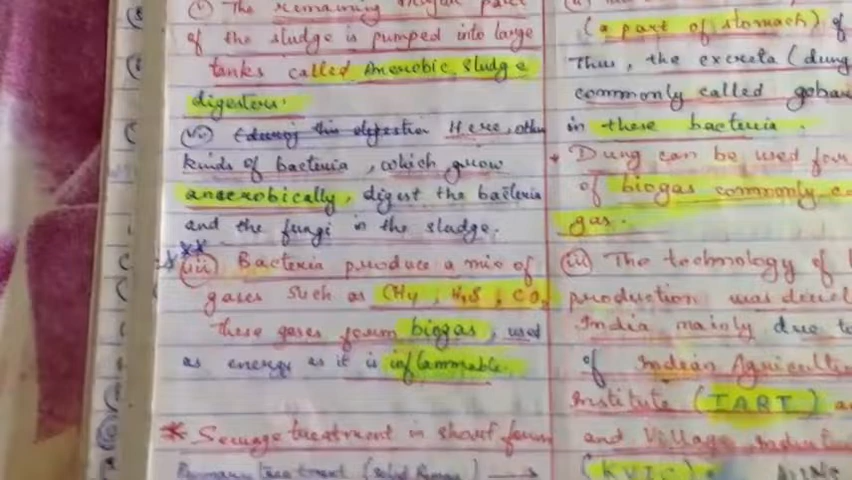 The remaining major part
of the sludge is pumped into large
tanks called Anaerobic sludge
digesters.
Here, other
kinds of bacteria, which grow
anaerobically, digest the bacteria
and the fungi in the sludge.
(vii) Bacteria produce a mix of
gases such as CH4, H2S, CO2
these gases form biogas, used
as energy as it is inflammable.
* Sewage treatment in short form
Primary treatment
(a part of stomach) of
Thus, the excreta (dung
commonly called gobar
in these bacteria.
* Dung can be used for
of biogas commonly
gas.
(iii) The technology of
production was
India mainly due to
of Indian
Institute (IARI)
and Village
(KVIC)